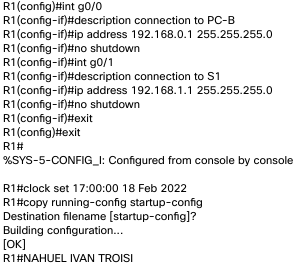 R1(config)#int g0/0
R1(config-if)#description connection to PC-B
R1(config-if)#ip address 192.168.0.1 255.255.255.0
R1(config-if)#no shutdown
R1(config-if)#int g0/1
R1(config-if)#description connection to S1
R1(config-if)#ip address 192.168.1.1 255.255.255.0
R1(config-if)#no shutdown
R1(config-if)#exit
R1(config)#exit
R1#
%SYS-5-CONFIG_I: Configured from console by console

R1#clock set 17:00:00 18 Feb 2022
R1#copy running-config startup-config
Destination filename [startup-config]?
Building configuration...
[OK]
R1#NAHUEL IVAN TROISI